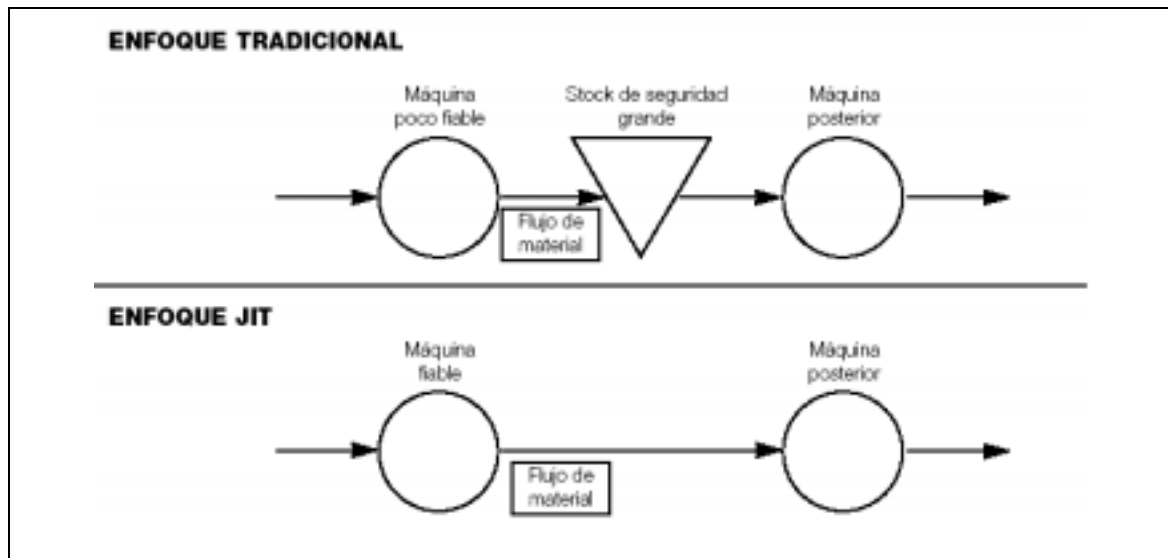 ENFOQUE TRADICIONAL
Máquina
poco fiable
Stock de seguridad
grande
Máquina
posterior
Flujo de
material
ENFOQUE JIT
Máquina
fiable
Máquina
posterior
Flujo de
material